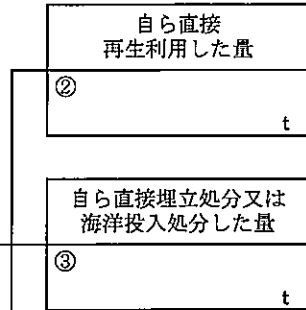 自ら直接
再生利用した量
②
t
自ら直接埋立処分又は
海洋投入処分した量
③
t